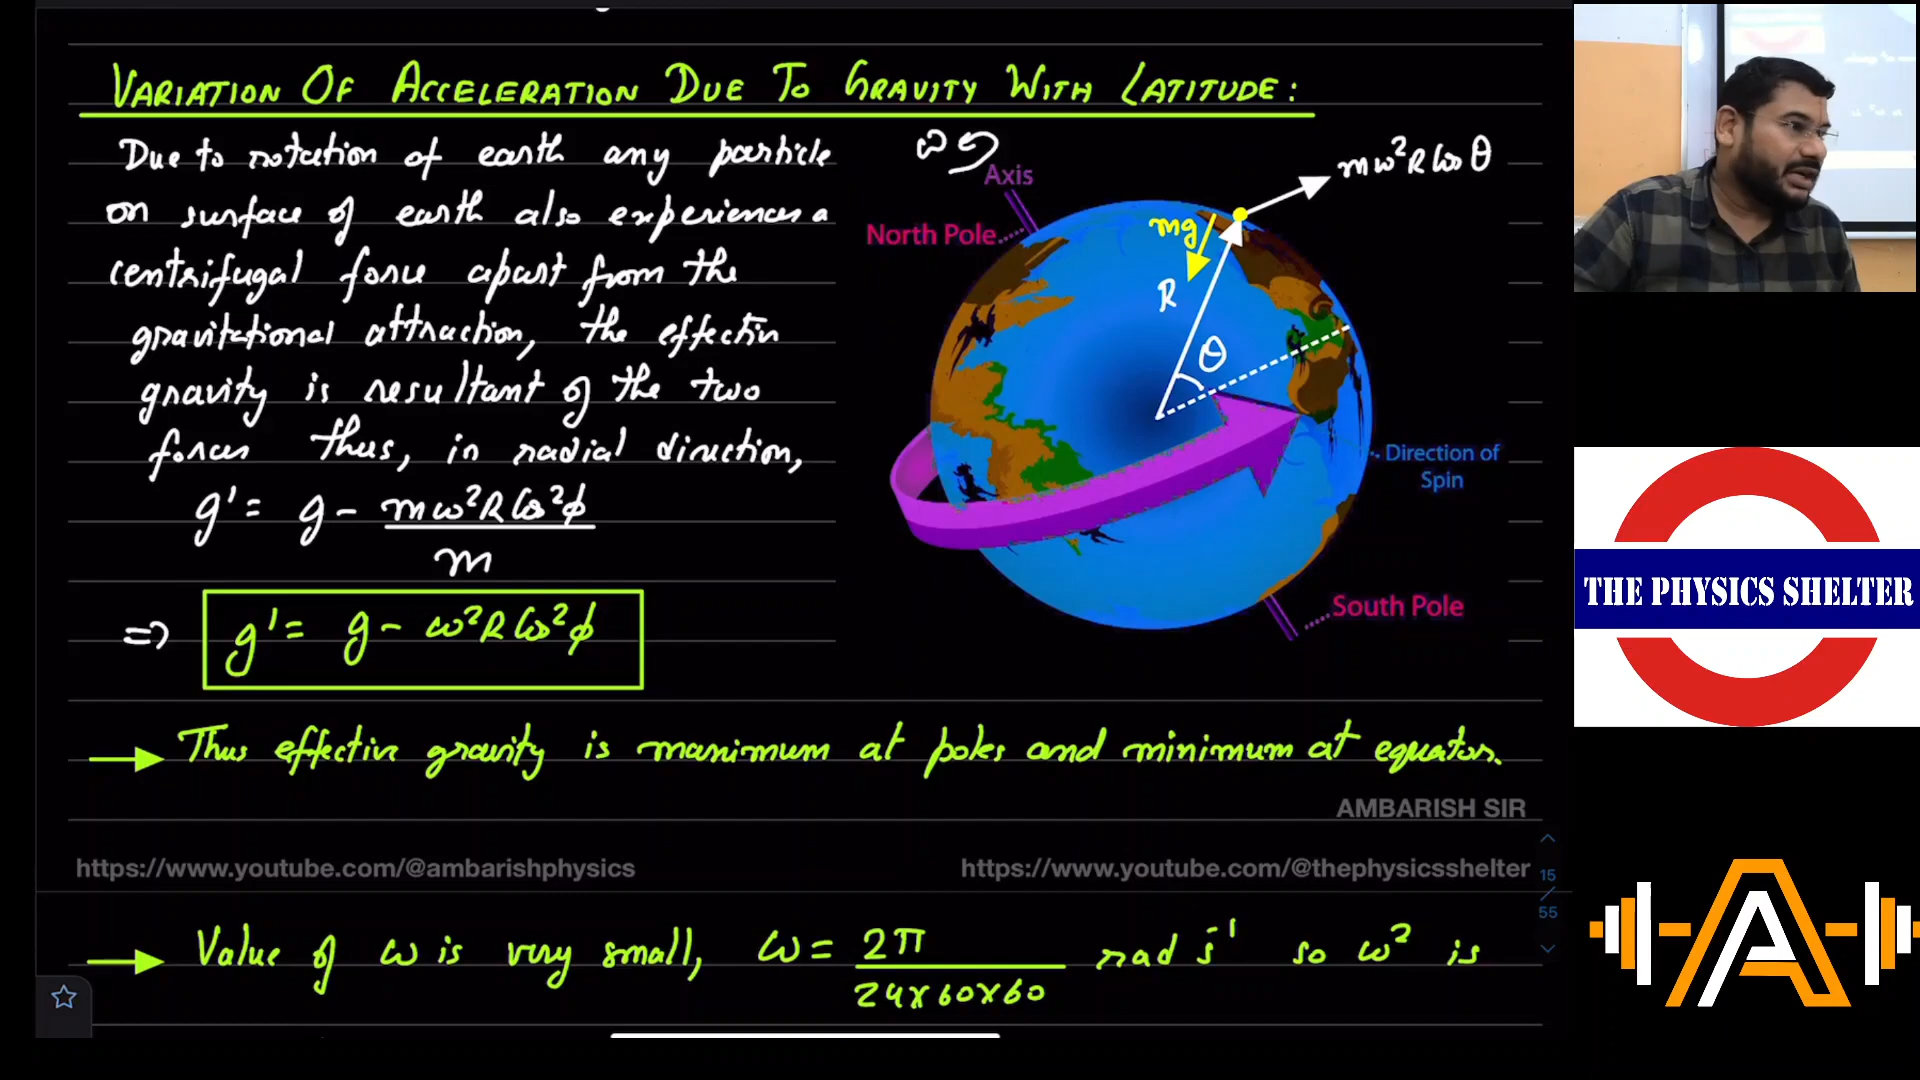 VARIATION OF ACCELERATION DUE TO GRAVITY WITH LATITUDE:
Due to rotation of earth any particle
on surface of earth also experiences a
centrifugal force apart from the
gravitational attraction, the effective
gravity is resultant of the two
forces thus, in radial direction,
g' = g - mω²R cos²ϕ
m
=> g' = g - ω²R cos²ϕ
ω
Axis
North Pole
mω²R cos θ
mg
R
θ
Direction of
Spin
South Pole
→ Thus effective gravity is maximum at poles and minimum at equator.
AMBARISH SIR
https://www.youtube.com/@ambarishphysics
https://www.youtube.com/@thephysicsshelter
15
55
→ Value of ω is very small, ω = 2π rad s⁻¹ so ω² is
24×60×60
THE PHYSICS SHELTER